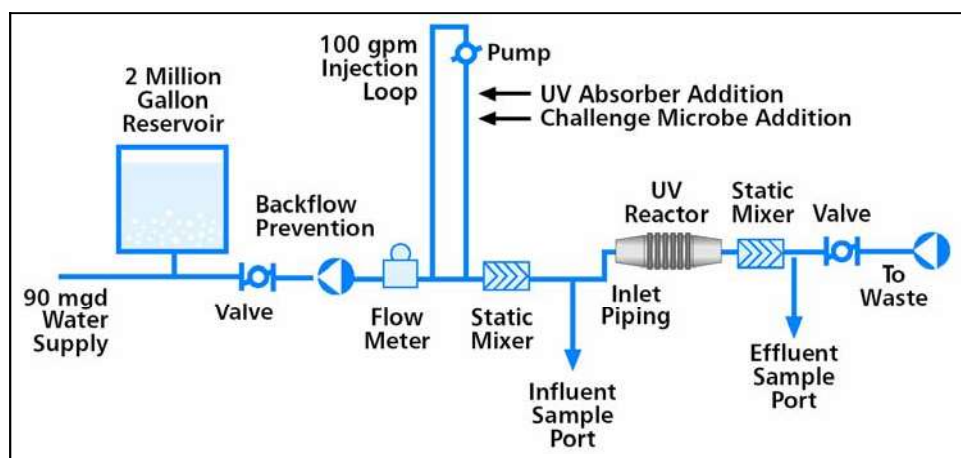 100 gpm
Injection
Loop
Pump
UV Absorber Addition
Challenge Microbe Addition
2 Million
Gallon
Reservoir
Backflow
Prevention
UV
Reactor
Static
Mixer
Valve
90 mgd
Water
Supply
Valve
Flow
Meter
Static
Mixer
Inlet
Piping
To
Waste
Influent
Sample
Port
Effluent
Sample
Port